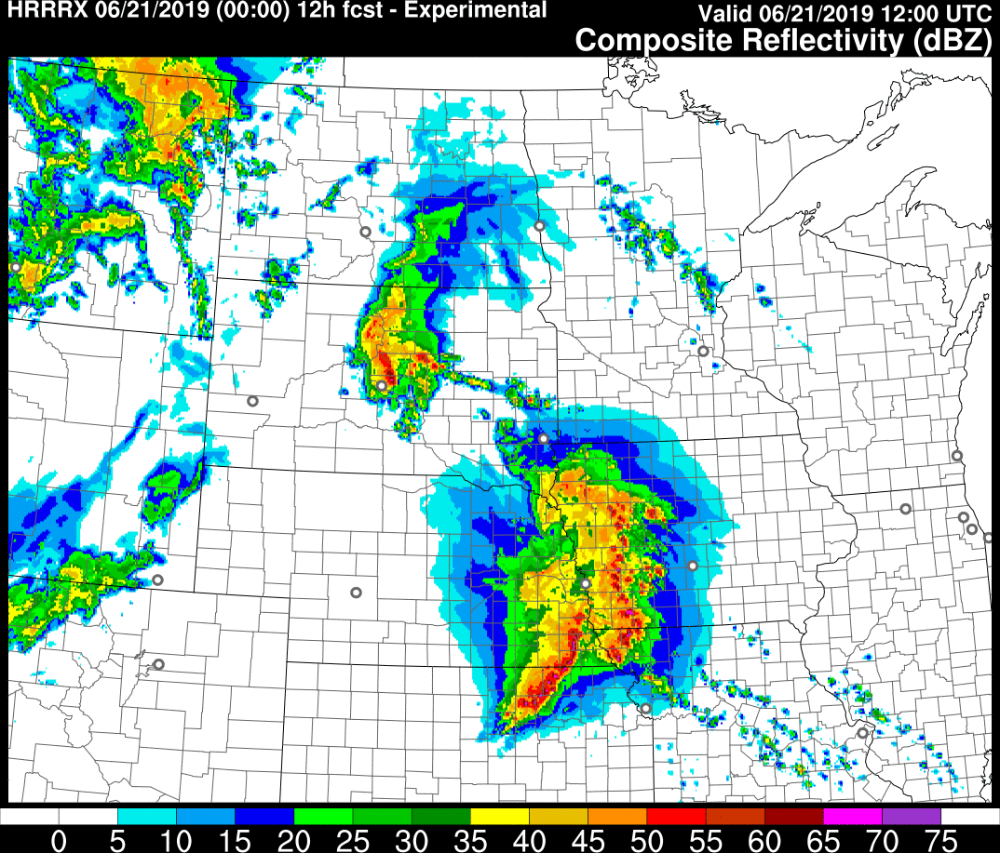 HRRRX 06/21/2019 (00:00) 12h fcst - Experimental
Valid 06/21/2019 12:00 UTC
Composite Reflectivity (dBZ)
0 5 10 15 20 25 30 35 40 45 50 55 60 65 70 75